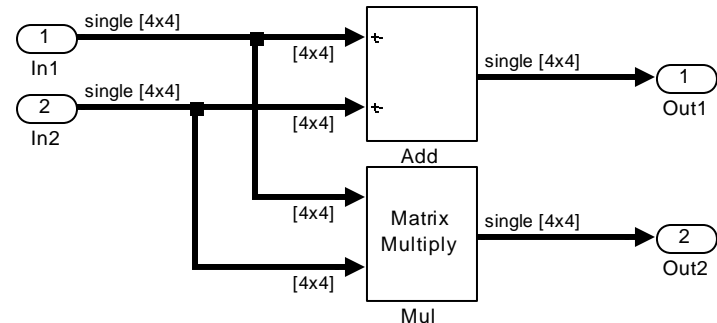 single [4x4]
1
In1
[4x4]
+
single [4x4]
1
Out1
single [4x4]
2
In2
[4x4]
+
Add
[4x4]
Matrix
Multiply
single [4x4]
2
Out2
[4x4]
Mul